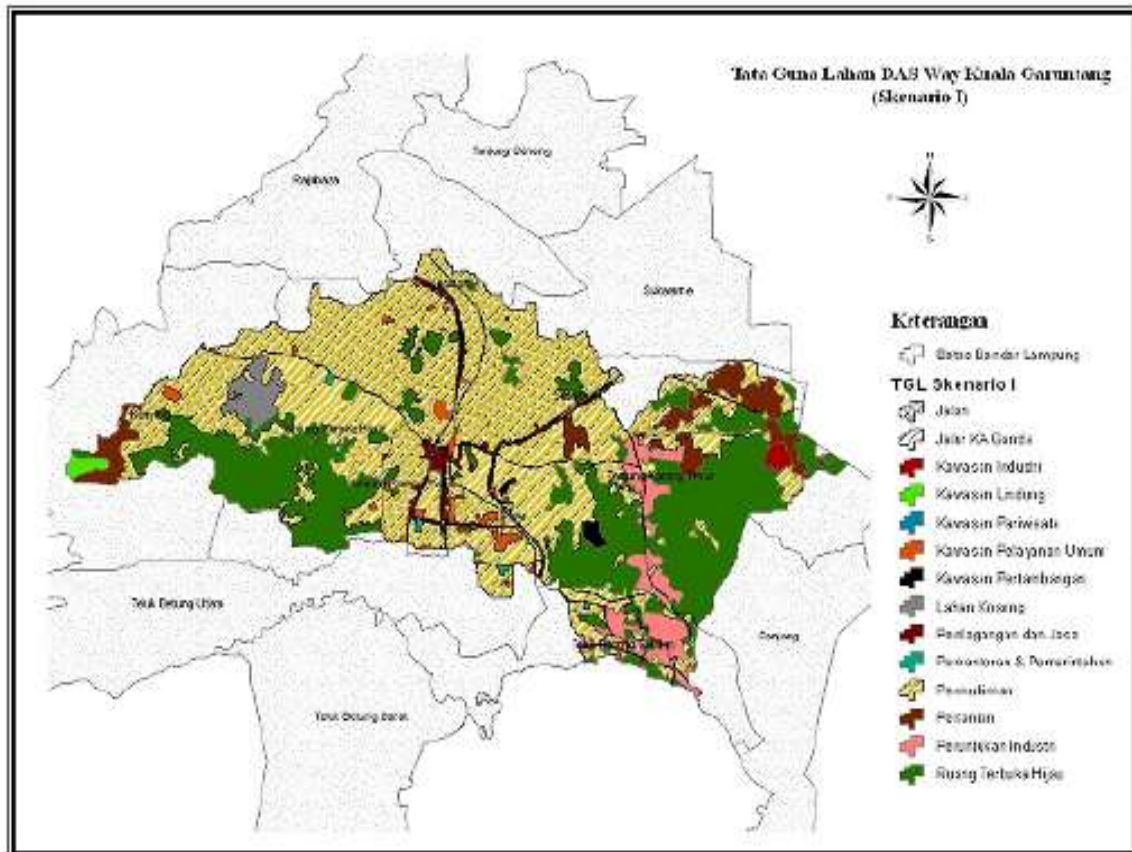 Tata Guna Lahan DAS Way Kuala Garuntang
(Skenario I)
N
S
Tanjung Senang
Rajabasa
Sukarame
Keterangan
Batas Bandar Lampung
TGL Skenario I
Jalan
Jalur KA Ganda
Kawasan Industri
Kawasan Lindung
Kawasan Pariwisata
Kawasan Pelayanan Umum
Kawasan Pertambangan
Lahan Kosong
Perdagangan dan Jasa
Perkantoran & Pemerintahan
Permukiman
Pertanian
Peruntukan Industri
Ruang Terbuka Hijau
Teluk Betung Utara
Panjang
Teluk Betung Barat